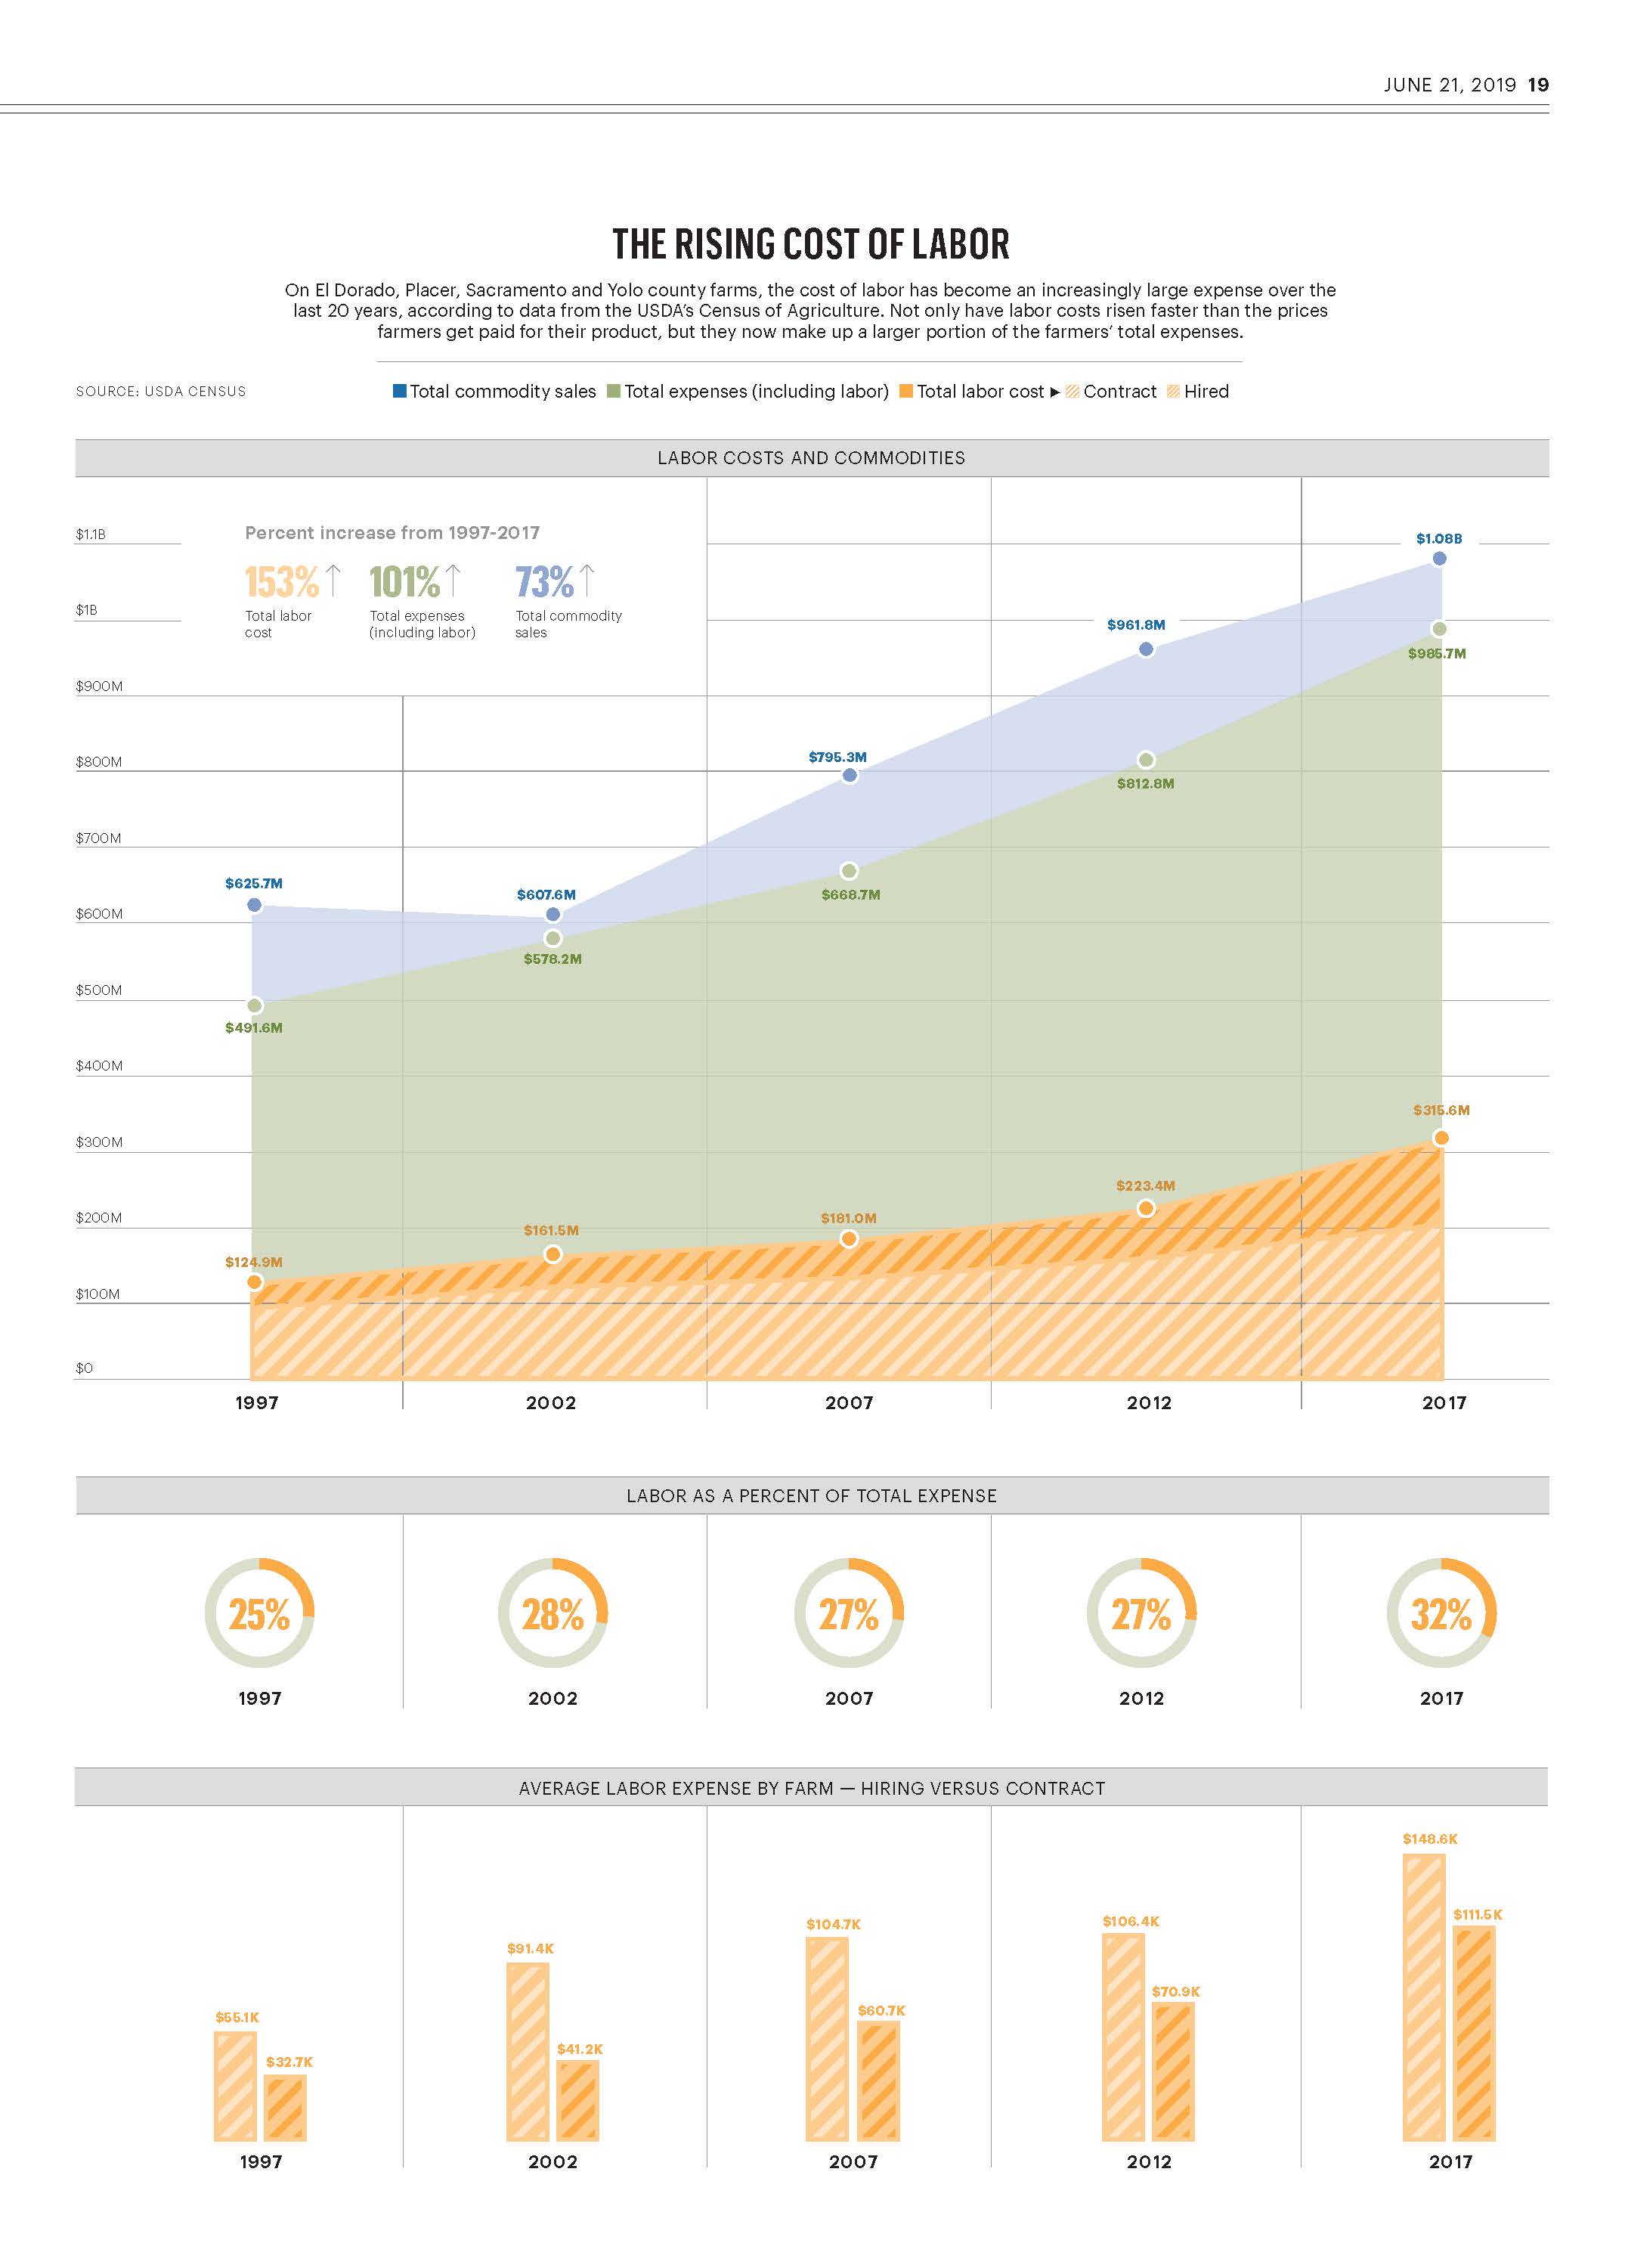 JUNE 21, 2019 19
THE RISING COST OF LABOR
On El Dorado, Placer, Sacramento and Yolo county farms, the cost of labor has become an increasingly large expense over the
last 20 years, according to data from the USDA's Census of Agriculture. Not only have labor costs risen faster than the prices
farmers get paid for their product, but they now make up a larger portion of the farmers' total expenses.
SOURCE: USDA CENSUS
Total commodity sales Total expenses (including labor) Total labor cost ▶ Contract Hired
LABOR COSTS AND COMMODITIES
Percent increase from 1997-2017
153% ↑ 101% ↑ 73% ↑
Total labor
cost
Total expenses
(including labor)
Total commodity
sales
$1.1B
$1B
$900M
$800M
$700M
$600M
$500M
$400M
$300M
$200M
$100M
$0
$625.7M
$607.6M
$795.3M
$961.8M
$1.08B
$491.6M
$578.2M
$668.7M
$812.8M
$985.7M
$124.9M
$161.5M
$181.0M
$223.4M
$315.6M
1997 2002 2007 2012 2017
LABOR AS A PERCENT OF TOTAL EXPENSE
25% 28% 27% 27% 32%
1997 2002 2007 2012 2017
AVERAGE LABOR EXPENSE BY FARM — HIRING VERSUS CONTRACT
$55.1K
$32.7K
$91.4K
$41.2K
$104.7K
$60.7K
$106.4K
$70.9K
$148.6K
$111.5K
1997 2002 2007 2012 2017